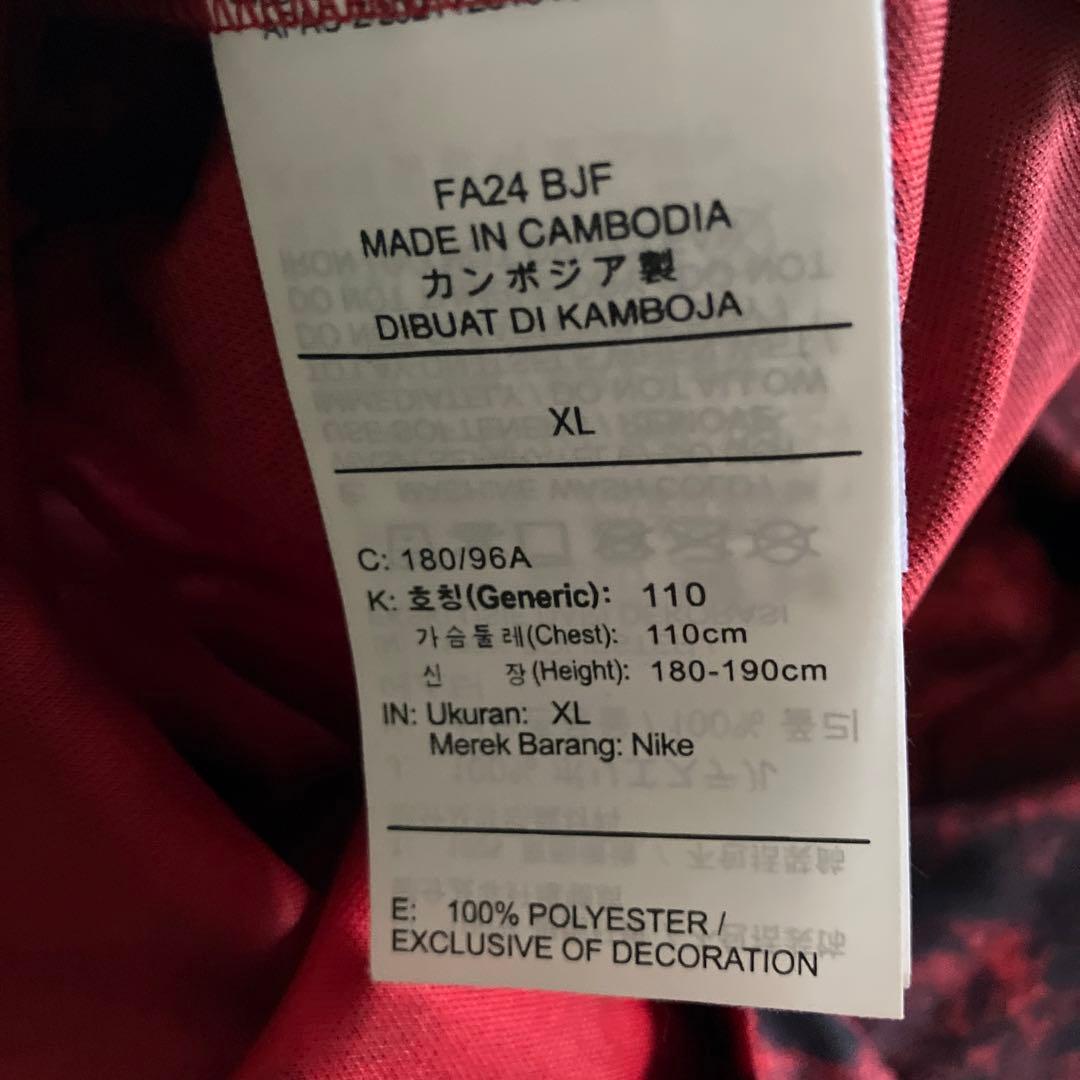 FA24 BJF
MADE IN CAMBODIA
カンボジア製
DIBUAT DI KAMBOJA
XL
C: 180/96A
K: 호칭(Generic): 110
가슴둘레(Chest): 110cm
신 장(Height): 180-190cm
IN: Ukuran: XL
Merek Barang: Nike
E: 100% POLYESTER /
EXCLUSIVE OF DECORATION